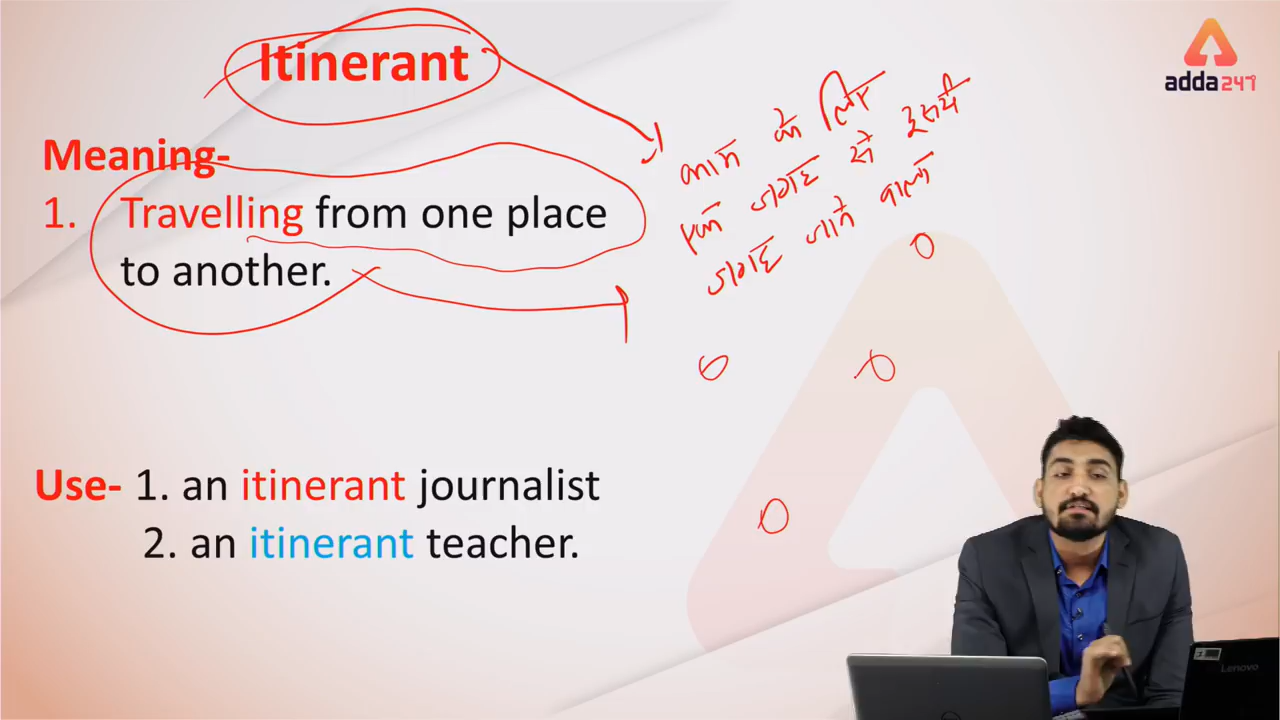 Itinerant
adda247
Meaning-
1. Travelling from one place
to another.
काम के लिए
एक जगह से दूसरी
जगह जाने वाला
Use- 1. an itinerant journalist
2. an itinerant teacher.
Lenovo